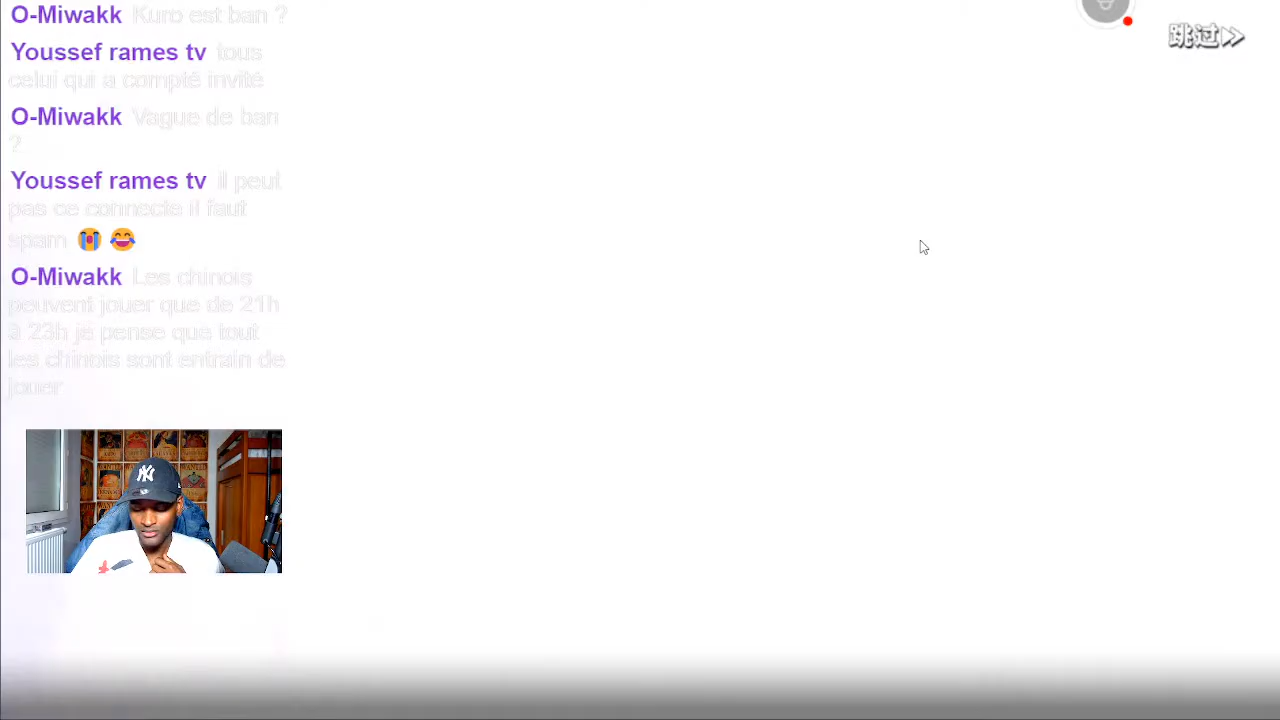 O-Miwakk Kuro est ban ?
跳过
Youssef rames tv tous
celui qui a compté invité
O-Miwakk Vague de ban
?
Youssef rames tv il peut
pas ce connecte il faut
spam 😭 😂
O-Miwakk Les chinois
peuvent jouer que de 21h
à 23h je pense que tout
les chinois sont entrain de
jouer
NY